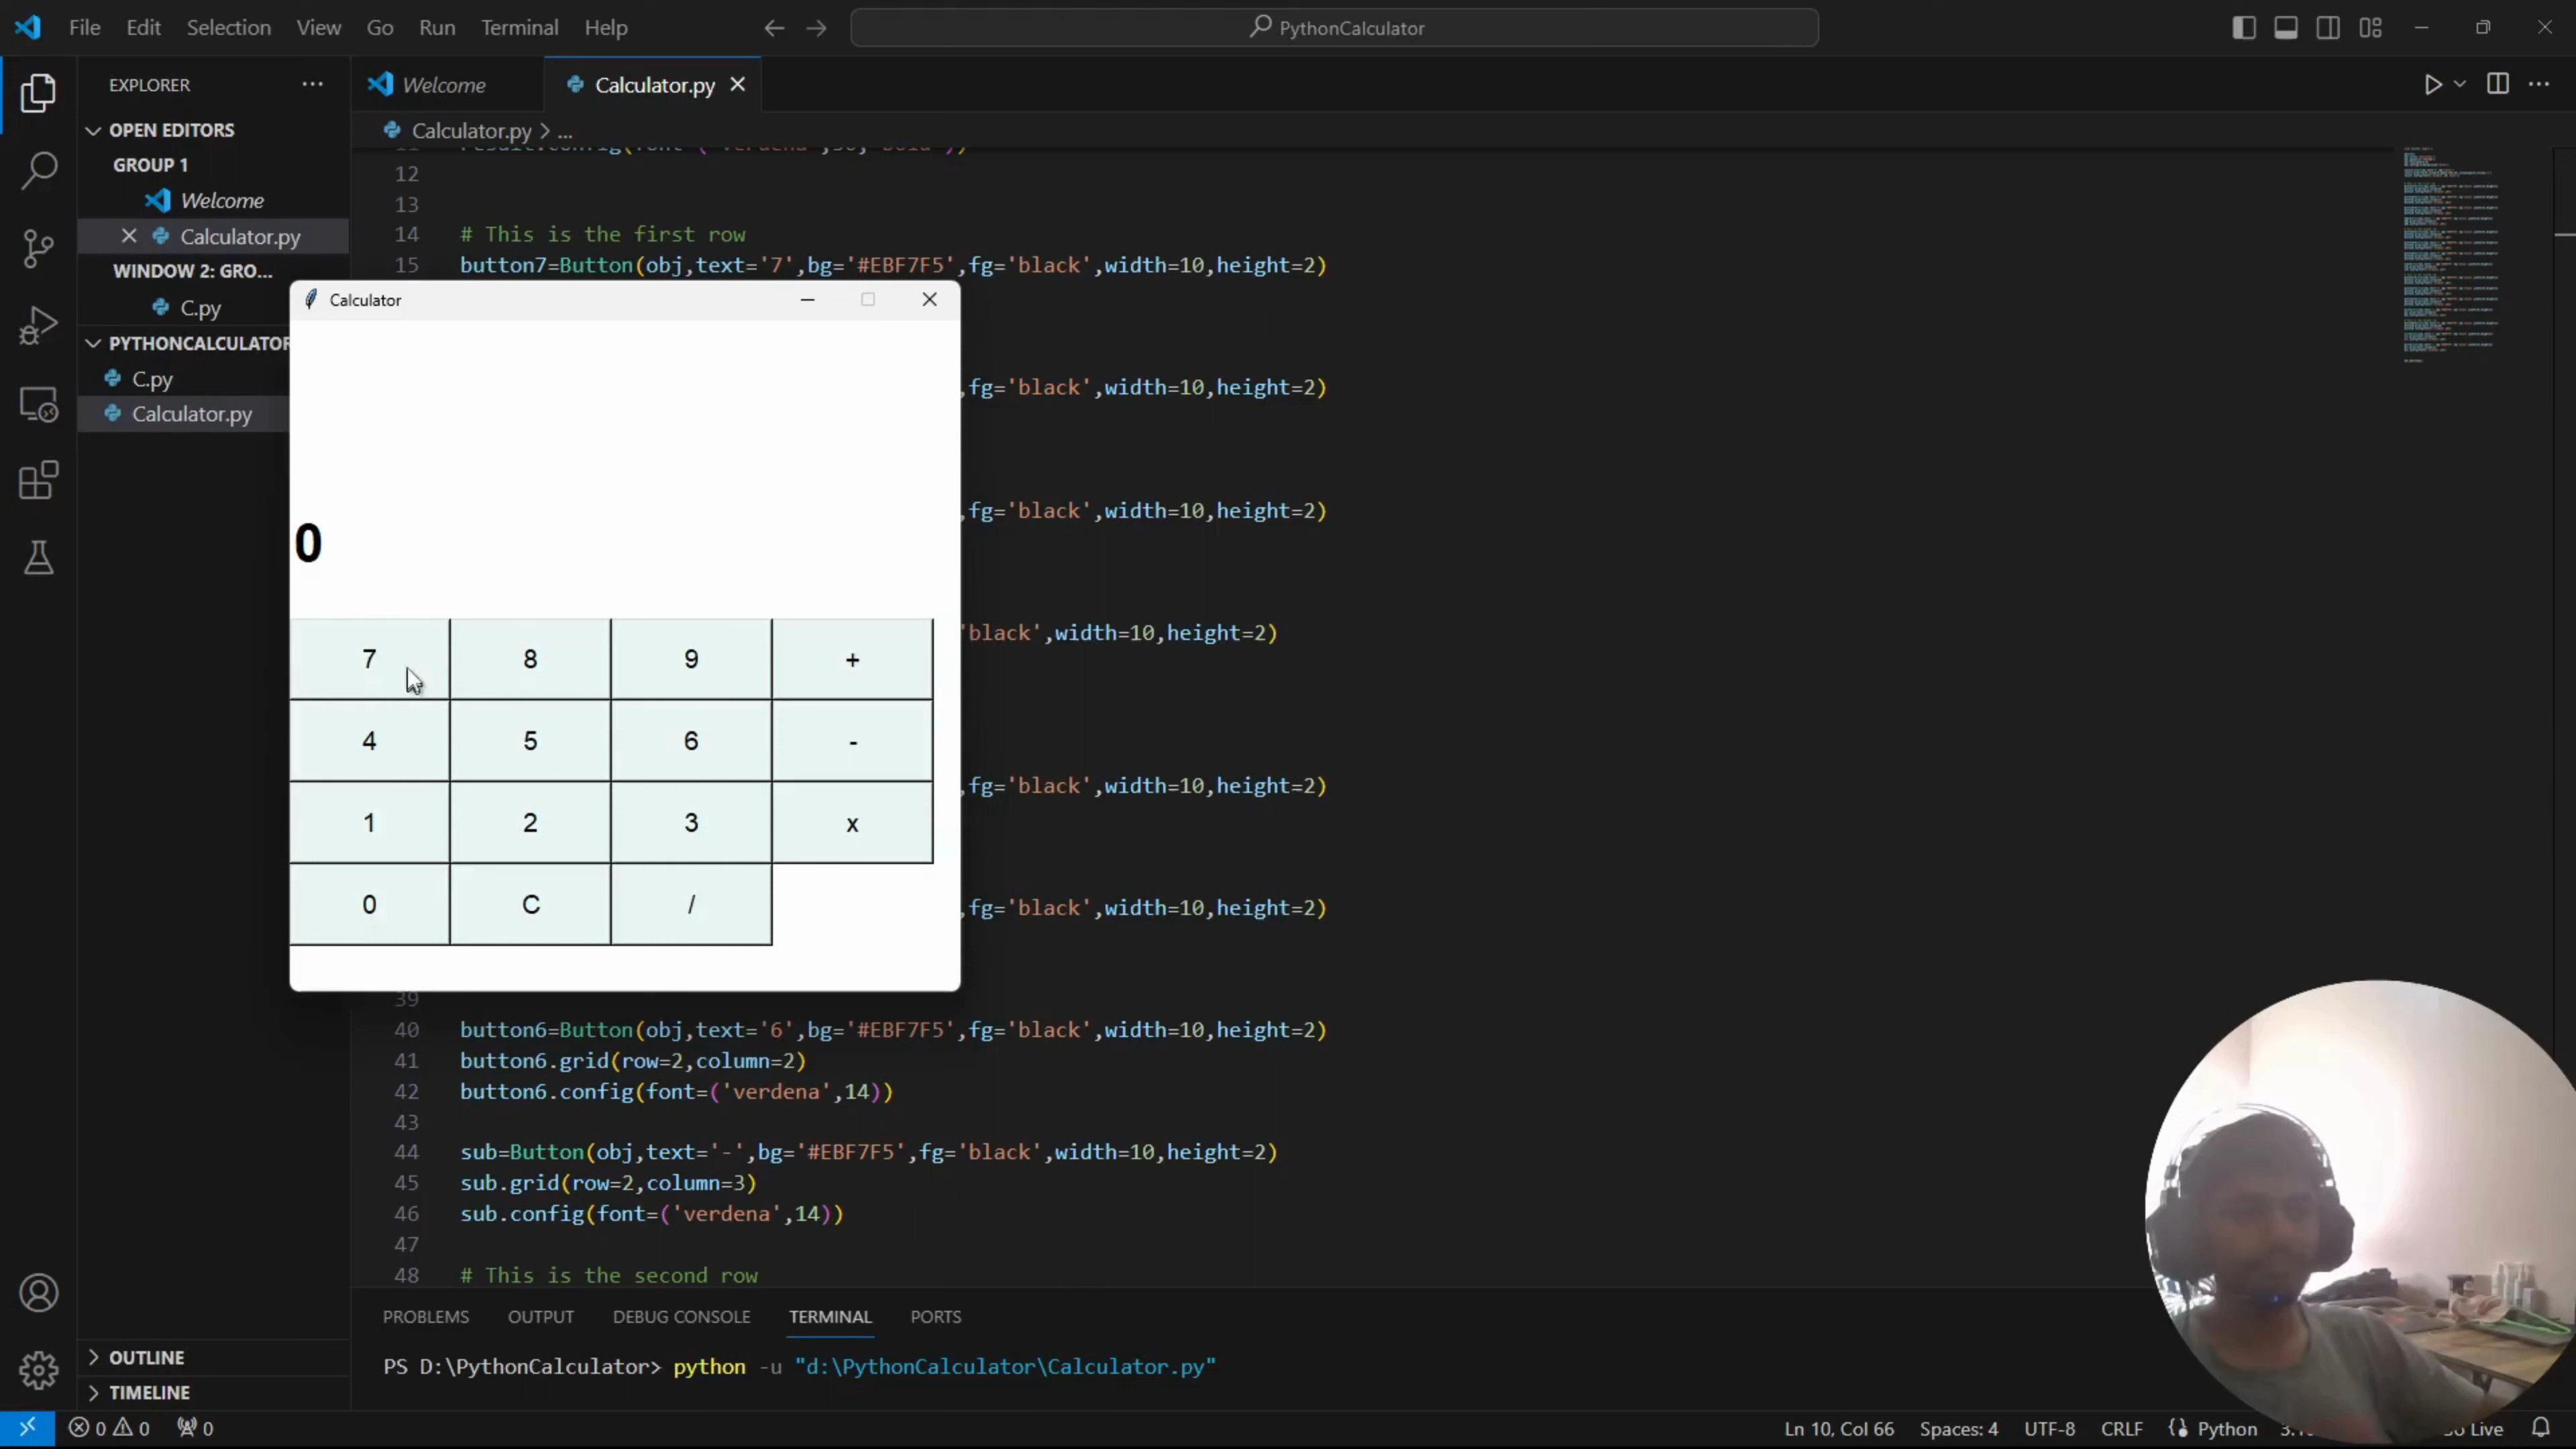 File Edit Selection View Go Run Terminal Help
PythonCalculator
EXPLORER
Welcome
Calculator.py
OPEN EDITORS
Calculator.py > ...
GROUP 1
Welcome
Calculator.py
WINDOW 2: GRO...
C.py
PYTHONCALCULATOR
C.py
Calculator.py
12
13
14 # This is the first row
15 button7=Button(obj,text='7',bg='#EBF7F5',fg='black',width=10,height=2)
Calculator
,fg='black',width=10,height=2)
,fg='black',width=10,height=2)
0
'black',width=10,height=2)
7 8 9 +
4 5 6 -
,fg='black',width=10,height=2)
1 2 3 x
0 C /
,fg='black',width=10,height=2)
39
40 button6=Button(obj,text='6',bg='#EBF7F5',fg='black',width=10,height=2)
41 button6.grid(row=2,column=2)
42 button6.config(font=('verdena',14))
43
44 sub=Button(obj,text='-',bg='#EBF7F5',fg='black',width=10,height=2)
45 sub.grid(row=2,column=3)
46 sub.config(font=('verdena',14))
47
48 # This is the second row
PROBLEMS OUTPUT DEBUG CONSOLE TERMINAL PORTS
OUTLINE
PS D:\PythonCalculator> python -u "d:\PythonCalculator\Calculator.py"
TIMELINE
0 0 0
Ln 10, Col 66 Spaces: 4 UTF-8 CRLF Python Live